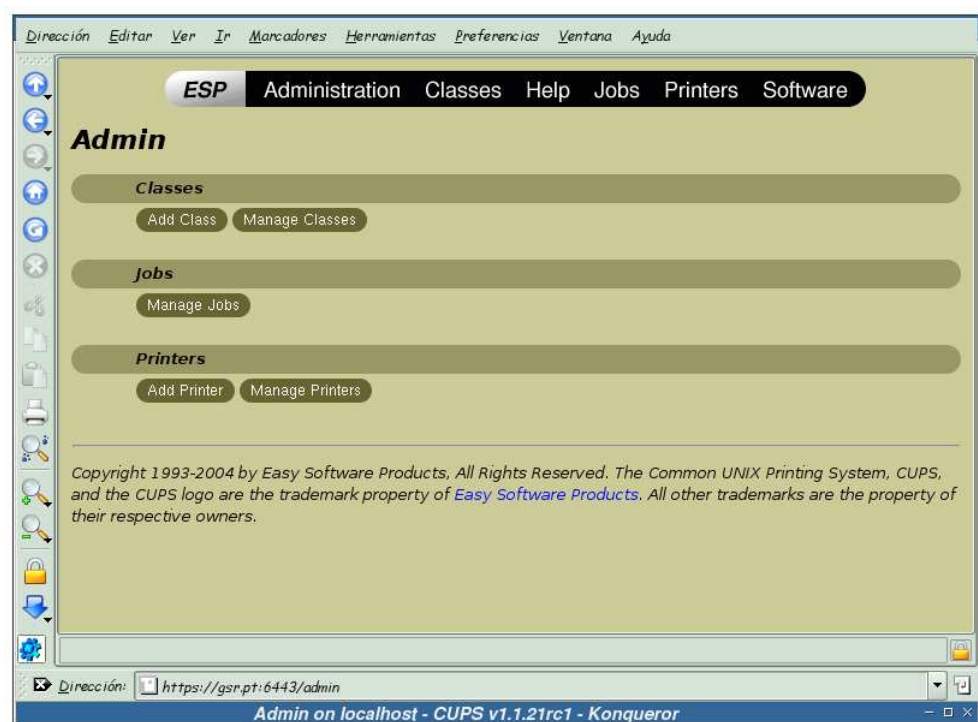 Dirección Editar Ver Ir Marcadores Herramientas Preferencias Ventana Ayuda
ESP Administration Classes Help Jobs Printers Software
Admin
Classes
Add Class Manage Classes
Jobs
Manage Jobs
Printers
Add Printer Manage Printers
Copyright 1993-2004 by Easy Software Products, All Rights Reserved. The Common UNIX Printing System, CUPS,
and the CUPS logo are the trademark property of Easy Software Products. All other trademarks are the property of
their respective owners.
Dirección: https://gsr.pt:6443/admin
Admin on localhost - CUPS v1.1.21rc1 - Konqueror